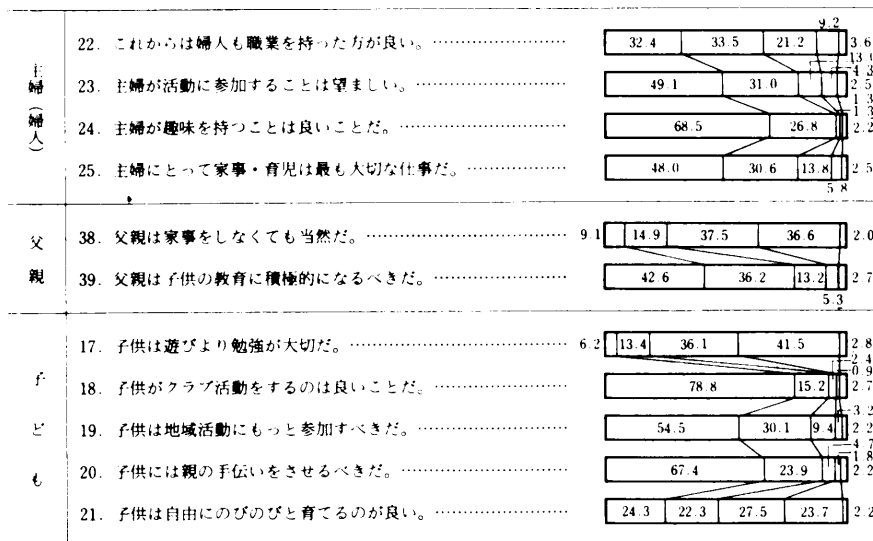 9.2
主婦（婦人）
22. これからは婦人も職業を持った方が良い。 32.4 33.5 21.2 3.6
13.0
4.3
23. 主婦が活動に参加することは望ましい。 49.1 31.0 2.5
1.3
1.3
24. 主婦が趣味を持つことは良いことだ。 68.5 26.8 2.2
25. 主婦にとって家事・育児は最も大切な仕事だ。 48.0 30.6 13.8 2.5
5.8
父親
38. 父親は家事をしなくても当然だ。 9.1 14.9 37.5 36.6 2.0
39. 父親は子供の教育に積極的になるべきだ。 42.6 36.2 13.2 2.7
5.3
子ども
17. 子供は遊びより勉強が大切だ。 6.2 13.4 36.1 41.5 2.8
2.4
0.9
18. 子供がクラブ活動をするのは良いことだ。 78.8 15.2 2.7
3.2
19. 子供は地域活動にもっと参加すべきだ。 54.5 30.1 9.4 2.2
4.7
1.8
20. 子供には親の手伝いをさせるべきだ。 67.4 23.9 2.2
21. 子供は自由にのびのびと育てるのが良い。 24.3 22.3 27.5 23.7 2.2